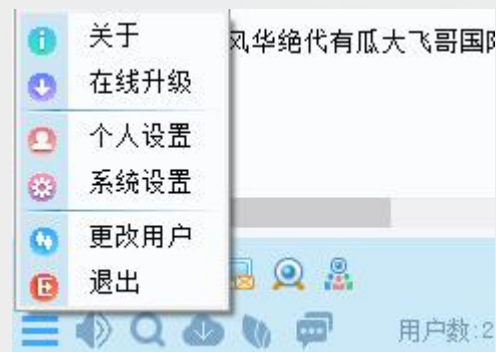 关于
风华绝代有瓜大飞哥国
在线升级
个人设置
系统设置
更改用户
退出
用户数:2